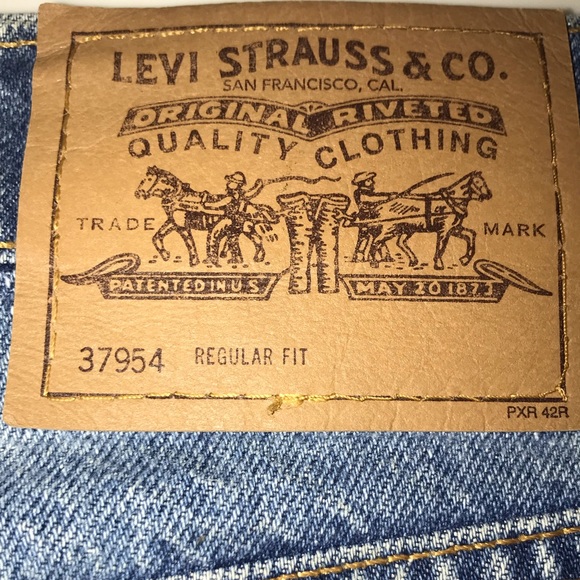 LEVI STRAUSS & CO.
SAN FRANCISCO, CAL.
ORIGINAL RIVETED
QUALITY CLOTHING
TRADE MARK
PATENTED IN U.S. MAY 20 1873
37954 REGULAR FIT
PXR 42R